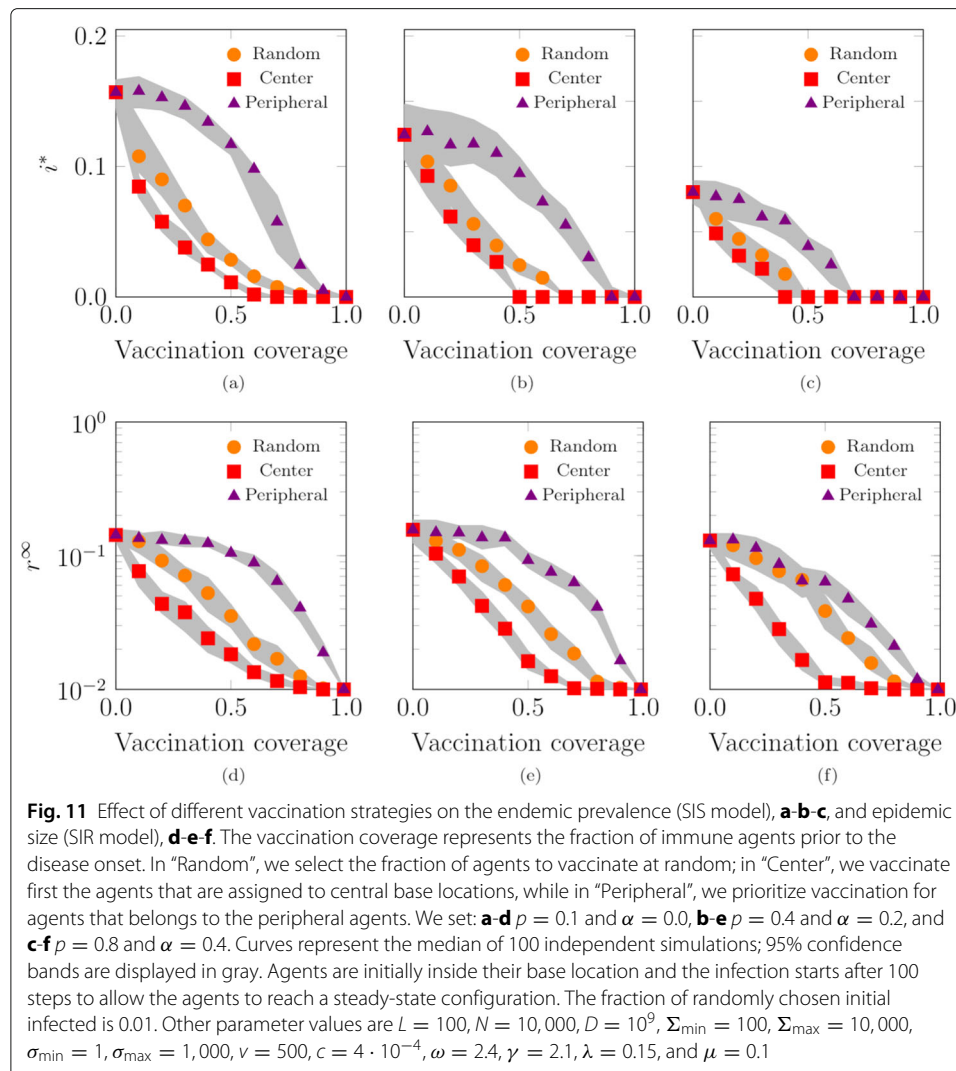 0.2
0.1
0.0
i*
Random
Center
Peripheral
0.0
0.5
1.0
Vaccination coverage
(a)
Random
Center
Peripheral
0.0
0.5
1.0
Vaccination coverage
(b)
Random
Center
Peripheral
0.0
0.5
1.0
Vaccination coverage
(c)
10⁰
10⁻¹
10⁻²
r∞
Random
Center
Peripheral
0.0
0.5
1.0
Vaccination coverage
(d)
Random
Center
Peripheral
0.0
0.5
1.0
Vaccination coverage
(e)
Random
Center
Peripheral
0.0
0.5
1.0
Vaccination coverage
(f)
Fig. 11 Effect of different vaccination strategies on the endemic prevalence (SIS model), a-b-c, and epidemic
size (SIR model), d-e-f. The vaccination coverage represents the fraction of immune agents prior to the
disease onset. In “Random”, we select the fraction of agents to vaccinate at random; in “Center”, we vaccinate
first the agents that are assigned to central base locations, while in “Peripheral”, we prioritize vaccination for
agents that belongs to the peripheral agents. We set: a-d p = 0.1 and α = 0.0, b-e p = 0.4 and α = 0.2, and
c-f p = 0.8 and α = 0.4. Curves represent the median of 100 independent simulations; 95% confidence
bands are displayed in gray. Agents are initially inside their base location and the infection starts after 100
steps to allow the agents to reach a steady-state configuration. The fraction of randomly chosen initial
infected is 0.01. Other parameter values are L = 100, N = 10,000, D = 10⁹, Σmin = 100, Σmax = 10,000,
σmin = 1, σmax = 1,000, v = 500, c = 4 · 10⁻⁴, ω = 2.4, γ = 2.1, λ = 0.15, and μ = 0.1